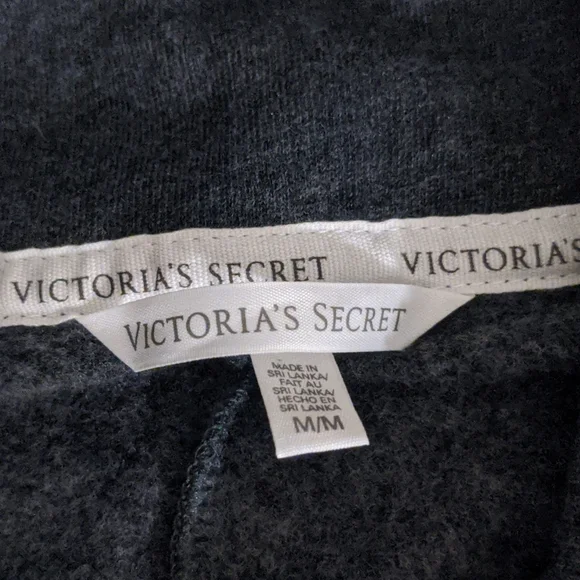 VICTORIA'S SECRET VICTORIA'S
VICTORIA'S SECRET
MADE IN
SRI LANKA/
FAIT AU
SRI LANKA/
HECHO EN
SRI LANKA
M/M